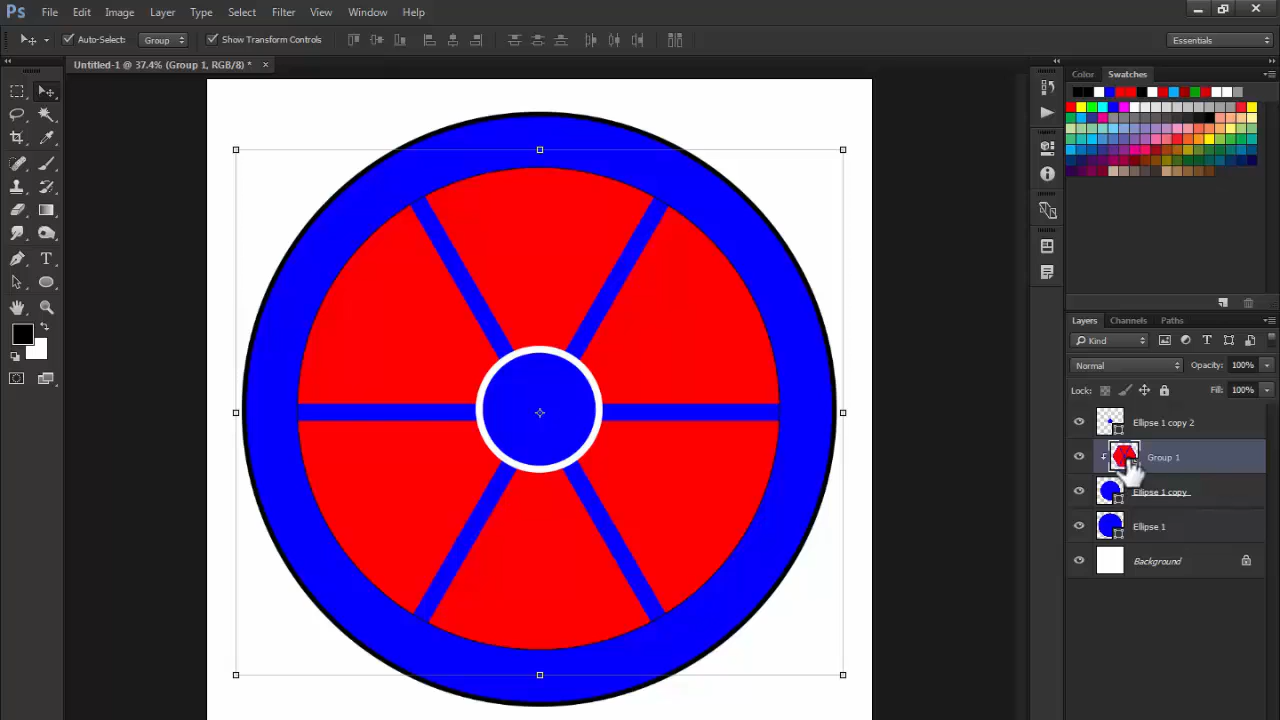 Ps File Edit Image Layer Type Select Filter View Window Help
Auto-Select: Group Show Transform Controls Essentials
Untitled-1 @ 37.4% (Group 1, RGB/8) * ×
Color Swatches
Layers Channels Paths
Kind
Normal Opacity: 100%
Lock: Fill: 100%
Ellipse 1 copy 2
Group 1
Ellipse 1 copy
Ellipse 1
Background